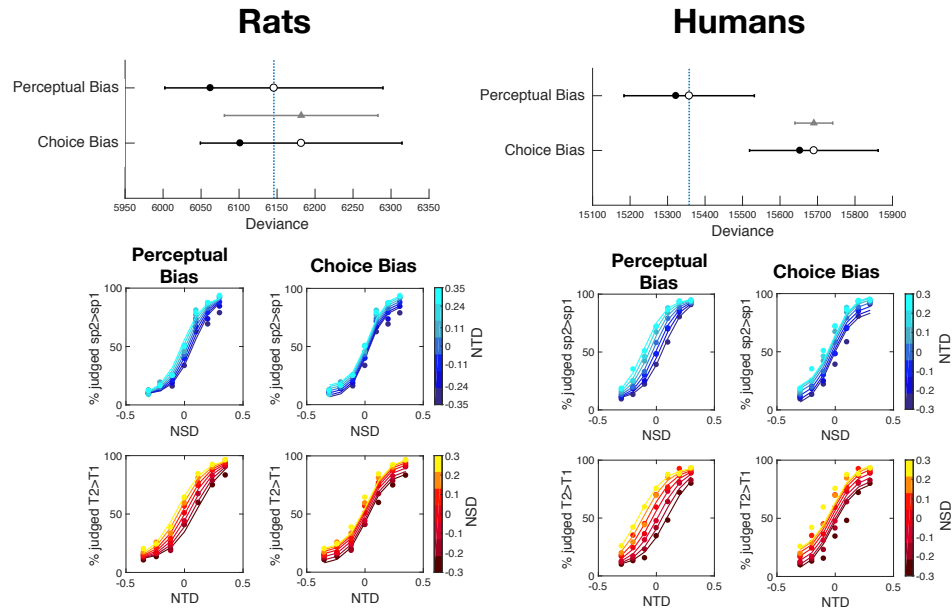 Rats
Humans
Perceptual Bias
Choice Bias
5950 6000 6050 6100 6150 6200 6250 6300 6350
Deviance
Perceptual Bias
Choice Bias
15100 15200 15300 15400 15500 15600 15700 15800 15900
Deviance
Perceptual
Bias
Choice Bias
% judged sp2>sp1
100
50
0
-0.5 0 0.5
NSD
% judged sp2>sp1
100
50
0
-0.5 0 0.5
NSD
0.35
0.24
0.11
0
-0.11
-0.24
-0.35
NTD
% judged T2>T1
100
50
0
-0.5 0 0.5
NTD
% judged T2>T1
100
50
0
-0.5 0 0.5
NTD
0.3
0.2
0.1
0
-0.1
-0.2
-0.3
NSD
Perceptual
Bias
Choice Bias
% judged sp2>sp1
100
50
0
-0.5 0 0.5
NSD
% judged sp2>sp1
100
50
0
-0.5 0 0.5
NSD
0.3
0.2
0.1
0
-0.1
-0.2
-0.3
NTD
% judged T2>T1
100
50
0
-0.5 0 0.5
NTD
% judged T2>T1
100
50
0
-0.5 0 0.5
NTD
0.3
0.2
0.1
0
-0.1
-0.2
-0.3
NSD